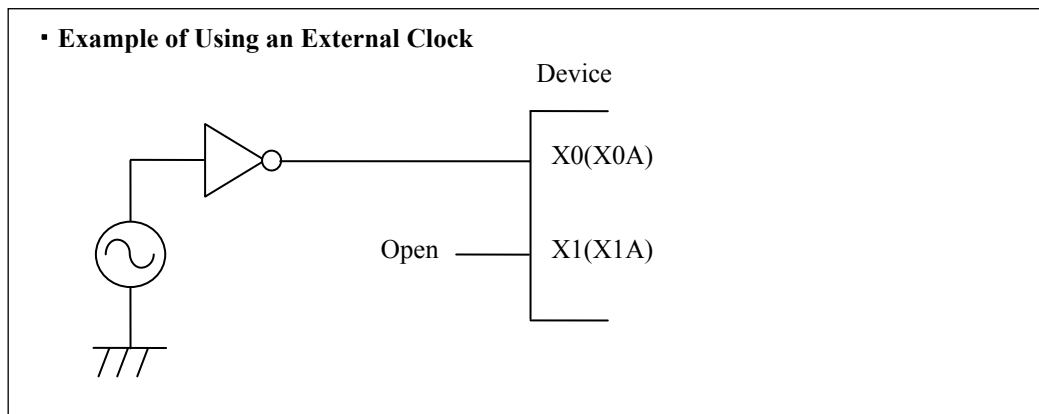 · Example of Using an External Clock
Device
X0(X0A)
Open
X1(X1A)